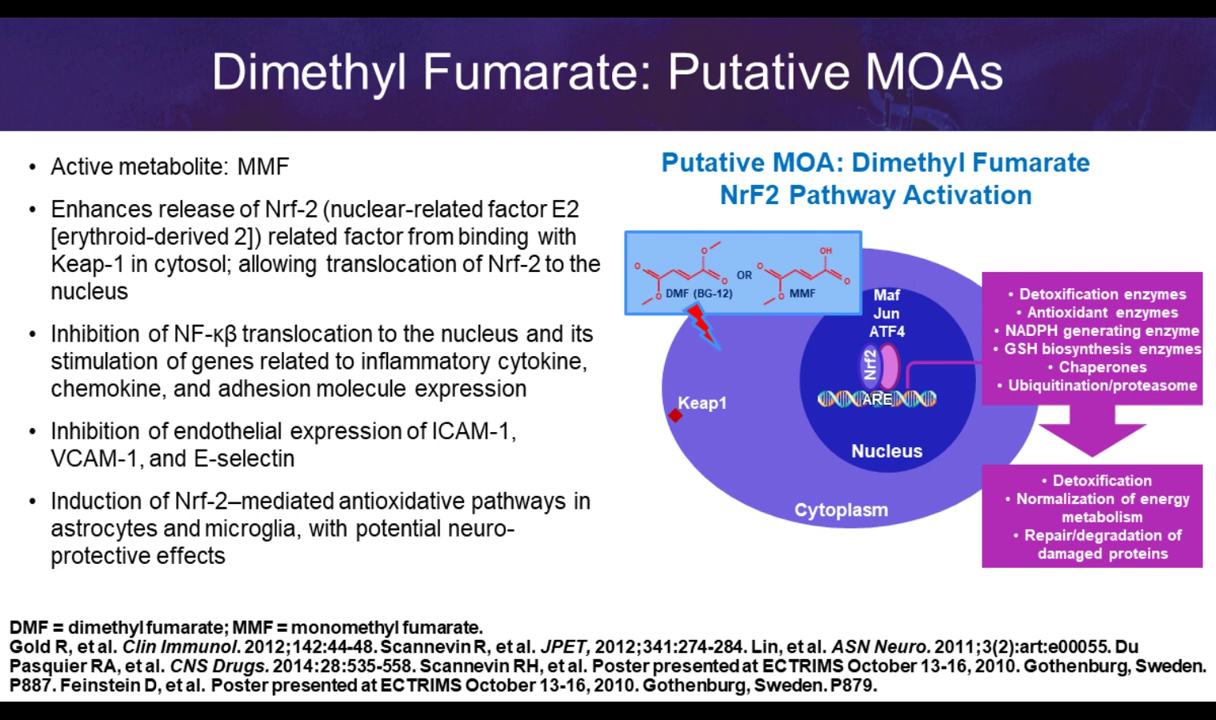 Dimethyl Fumarate: Putative MOAs
• Active metabolite: MMF
• Enhances release of Nrf-2 (nuclear-related factor E2
[erythroid-derived 2]) related factor from binding with
Keap-1 in cytosol; allowing translocation of Nrf-2 to the
nucleus
• Inhibition of NF-κβ translocation to the nucleus and its
stimulation of genes related to inflammatory cytokine,
chemokine, and adhesion molecule expression
• Inhibition of endothelial expression of ICAM-1,
VCAM-1, and E-selectin
• Induction of Nrf-2–mediated antioxidative pathways in
astrocytes and microglia, with potential neuro-
protective effects
Putative MOA: Dimethyl Fumarate
NrF2 Pathway Activation
O
O
O
O
DMF (BG-12)
OR
O
OH
O
O
MMF
Maf
Jun
ATF4
Nrf2
ARE
Nucleus
Keap1
Cytoplasm
• Detoxification enzymes
• Antioxidant enzymes
• NADPH generating enzyme
• GSH biosynthesis enzymes
• Chaperones
• Ubiquitination/proteasome
• Detoxification
• Normalization of energy
metabolism
• Repair/degradation of
damaged proteins
DMF = dimethyl fumarate; MMF = monomethyl fumarate.
Gold R, et al. Clin Immunol. 2012;142:44-48. Scannevin R, et al. JPET, 2012;341:274-284. Lin, et al. ASN Neuro. 2011;3(2):art:e00055. Du
Pasquier RA, et al. CNS Drugs. 2014:28:535-558. Scannevin RH, et al. Poster presented at ECTRIMS October 13-16, 2010. Gothenburg, Sweden.
P887. Feinstein D, et al. Poster presented at ECTRIMS October 13-16, 2010. Gothenburg, Sweden. P879.